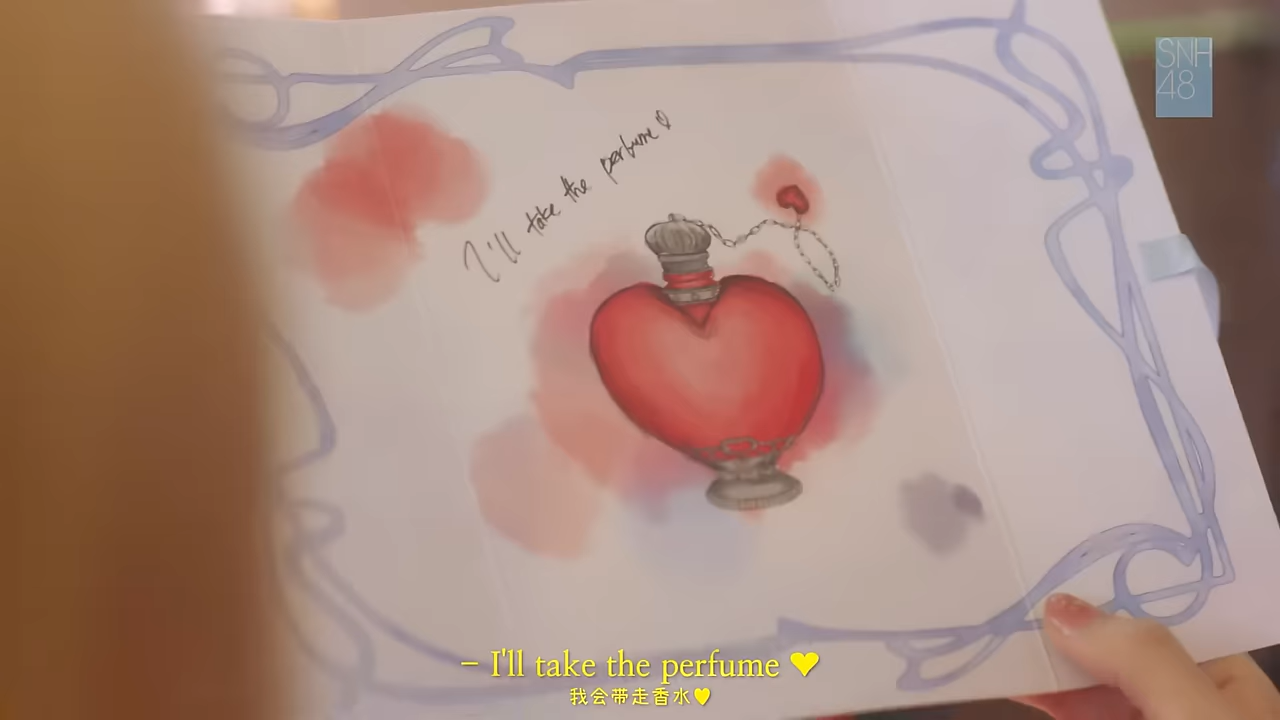 SNH
48
I'll take the perfume♡
– I'll take the perfume ♥
我会带走香水♥